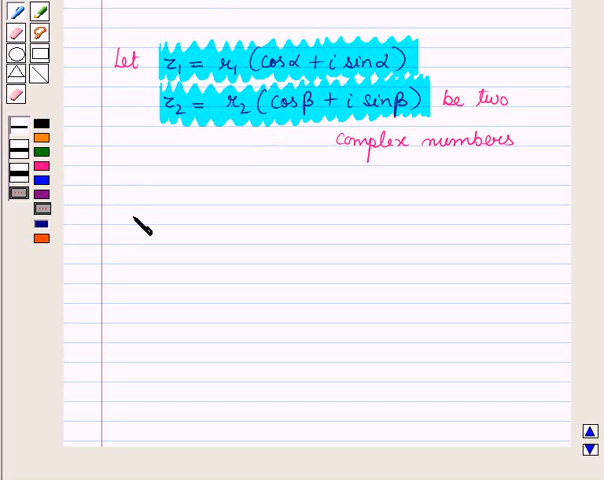 Let z₁ = r₁ (cosα + i sinα)
z₂ = r₂ (cosβ + i sinβ) be two
complex numbers